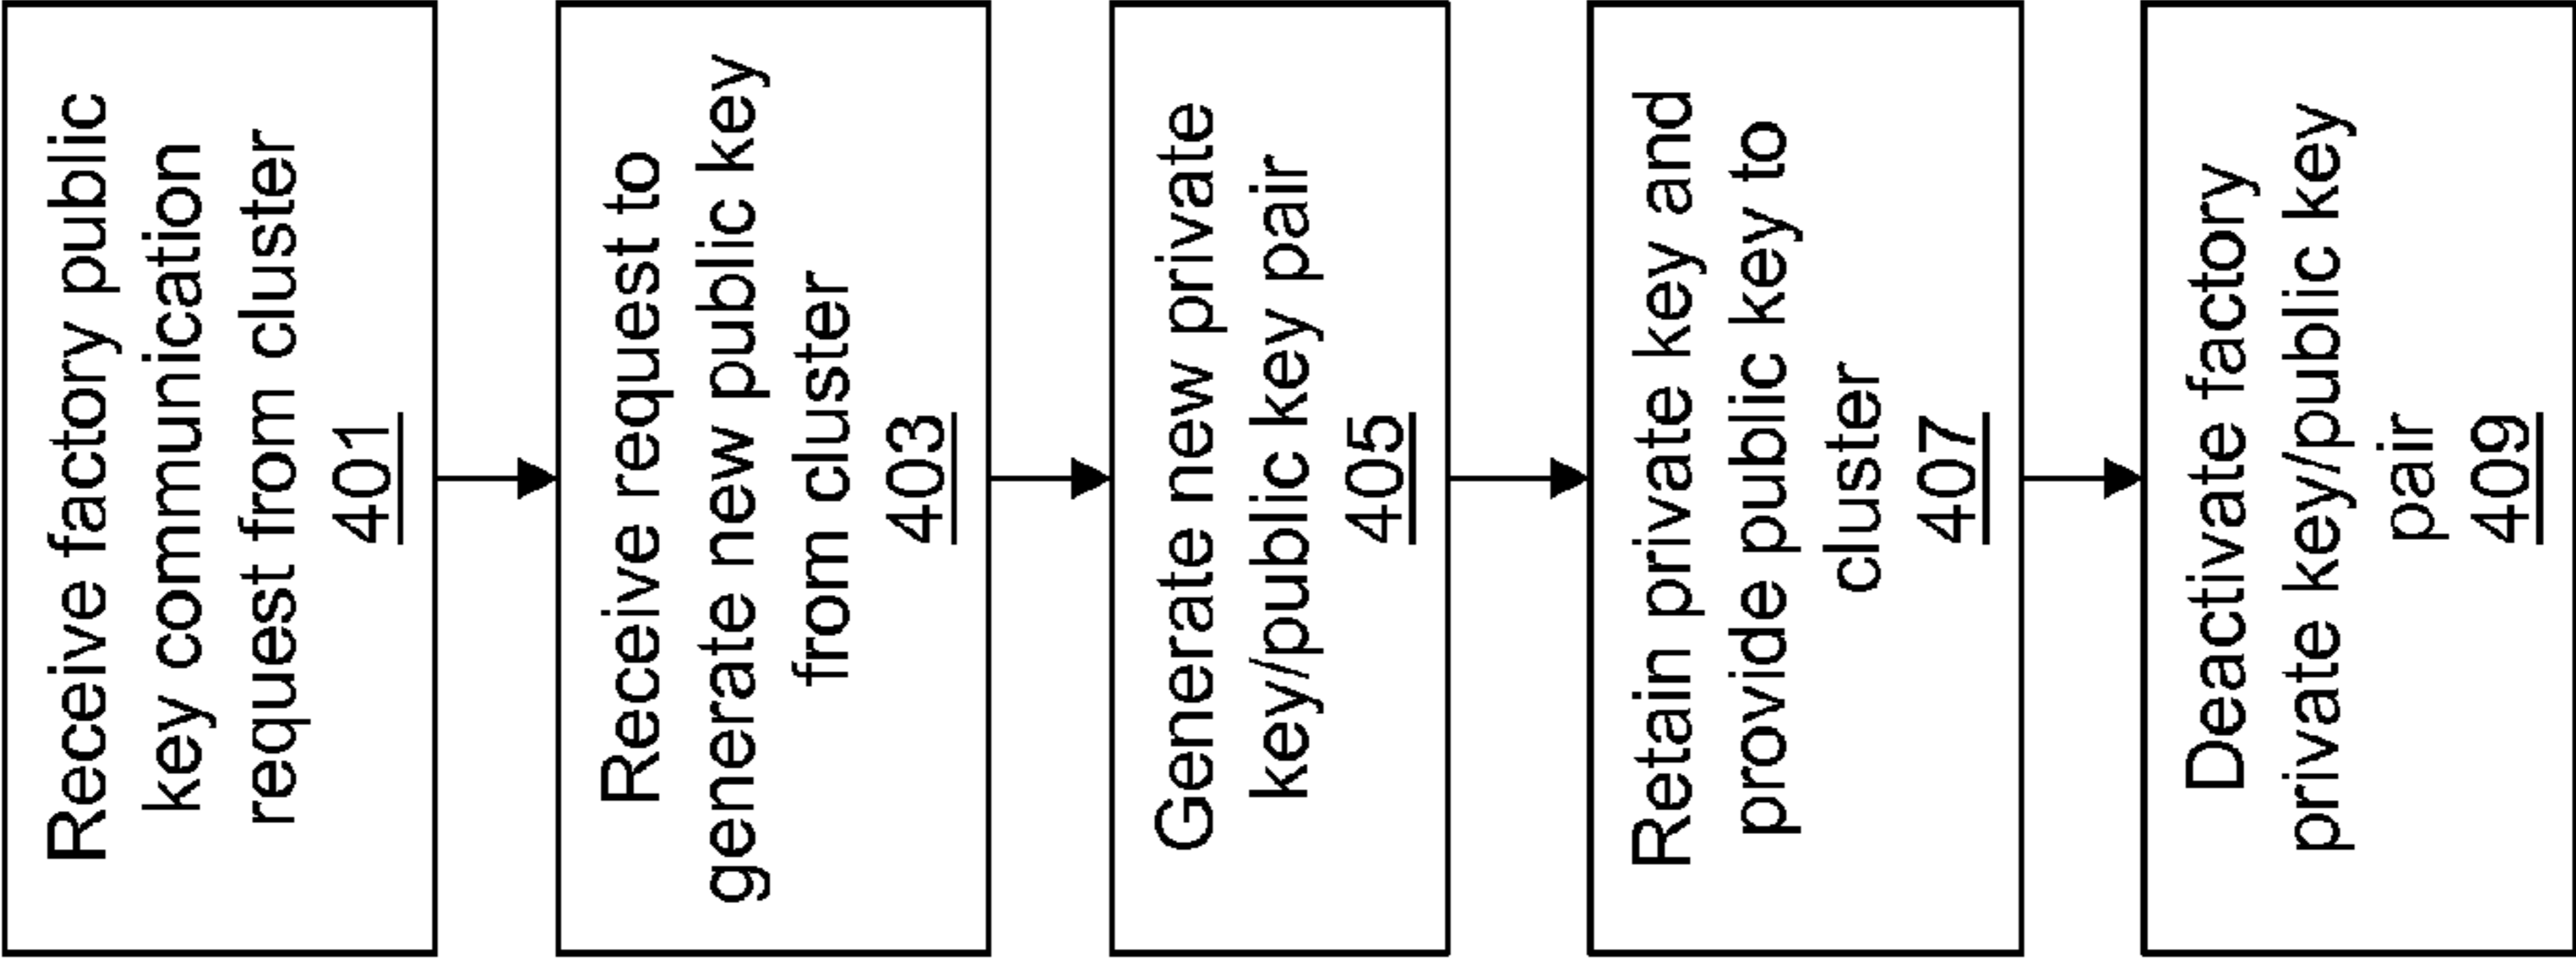 Receive factory public
key communication
request from cluster
401
Receive request to
generate new public key
from cluster
403
Generate new private
key/public key pair
405
Retain private key and
provide public key to
cluster
407
Deactivate factory
private key/public key
pair
409